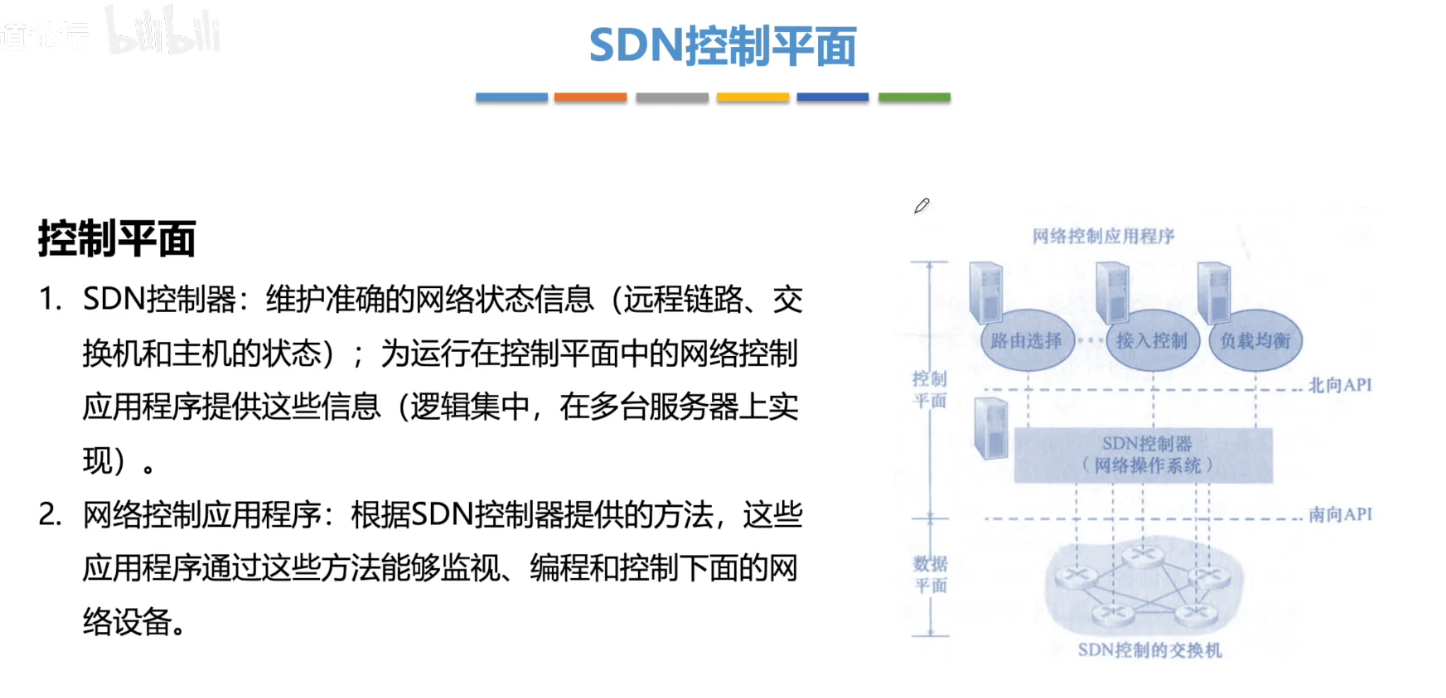 道论坛 bilibili
SDN控制平面
控制平面
1. SDN控制器：维护准确的网络状态信息（远程链路、交
换机和主机的状态）；为运行在控制平面中的网络控制
应用程序提供这些信息（逻辑集中，在多台服务器上实
现）。
2. 网络控制应用程序：根据SDN控制器提供的方法，这些
应用程序通过这些方法能够监视、编程和控制下面的网
络设备。
网络控制应用程序
路由选择 ··· 接入控制 负载均衡
控制
平面
北向API
SDN控制器
（网络操作系统）
南向API
数据
平面
SDN控制的交换机